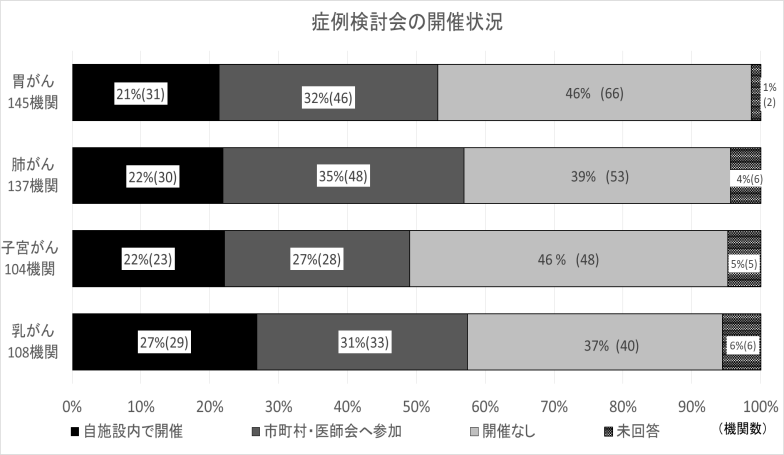 症例検討会の開催状況
胃がん
145機関
21%(31)
32%(46)
46% (66)
1%
(2)
肺がん
137機関
22%(30)
35%(48)
39% (53)
4%(6)
子宮がん
104機関
22%(23)
27%(28)
46 % (48)
5%(5)
乳がん
108機関
27%(29)
31%(33)
37% (40)
6%(6)
0% 10% 20% 30% 40% 50% 60% 70% 80% 90% 100%
(機関数)
自施設内で開催 市町村・医師会へ参加 開催なし 未回答